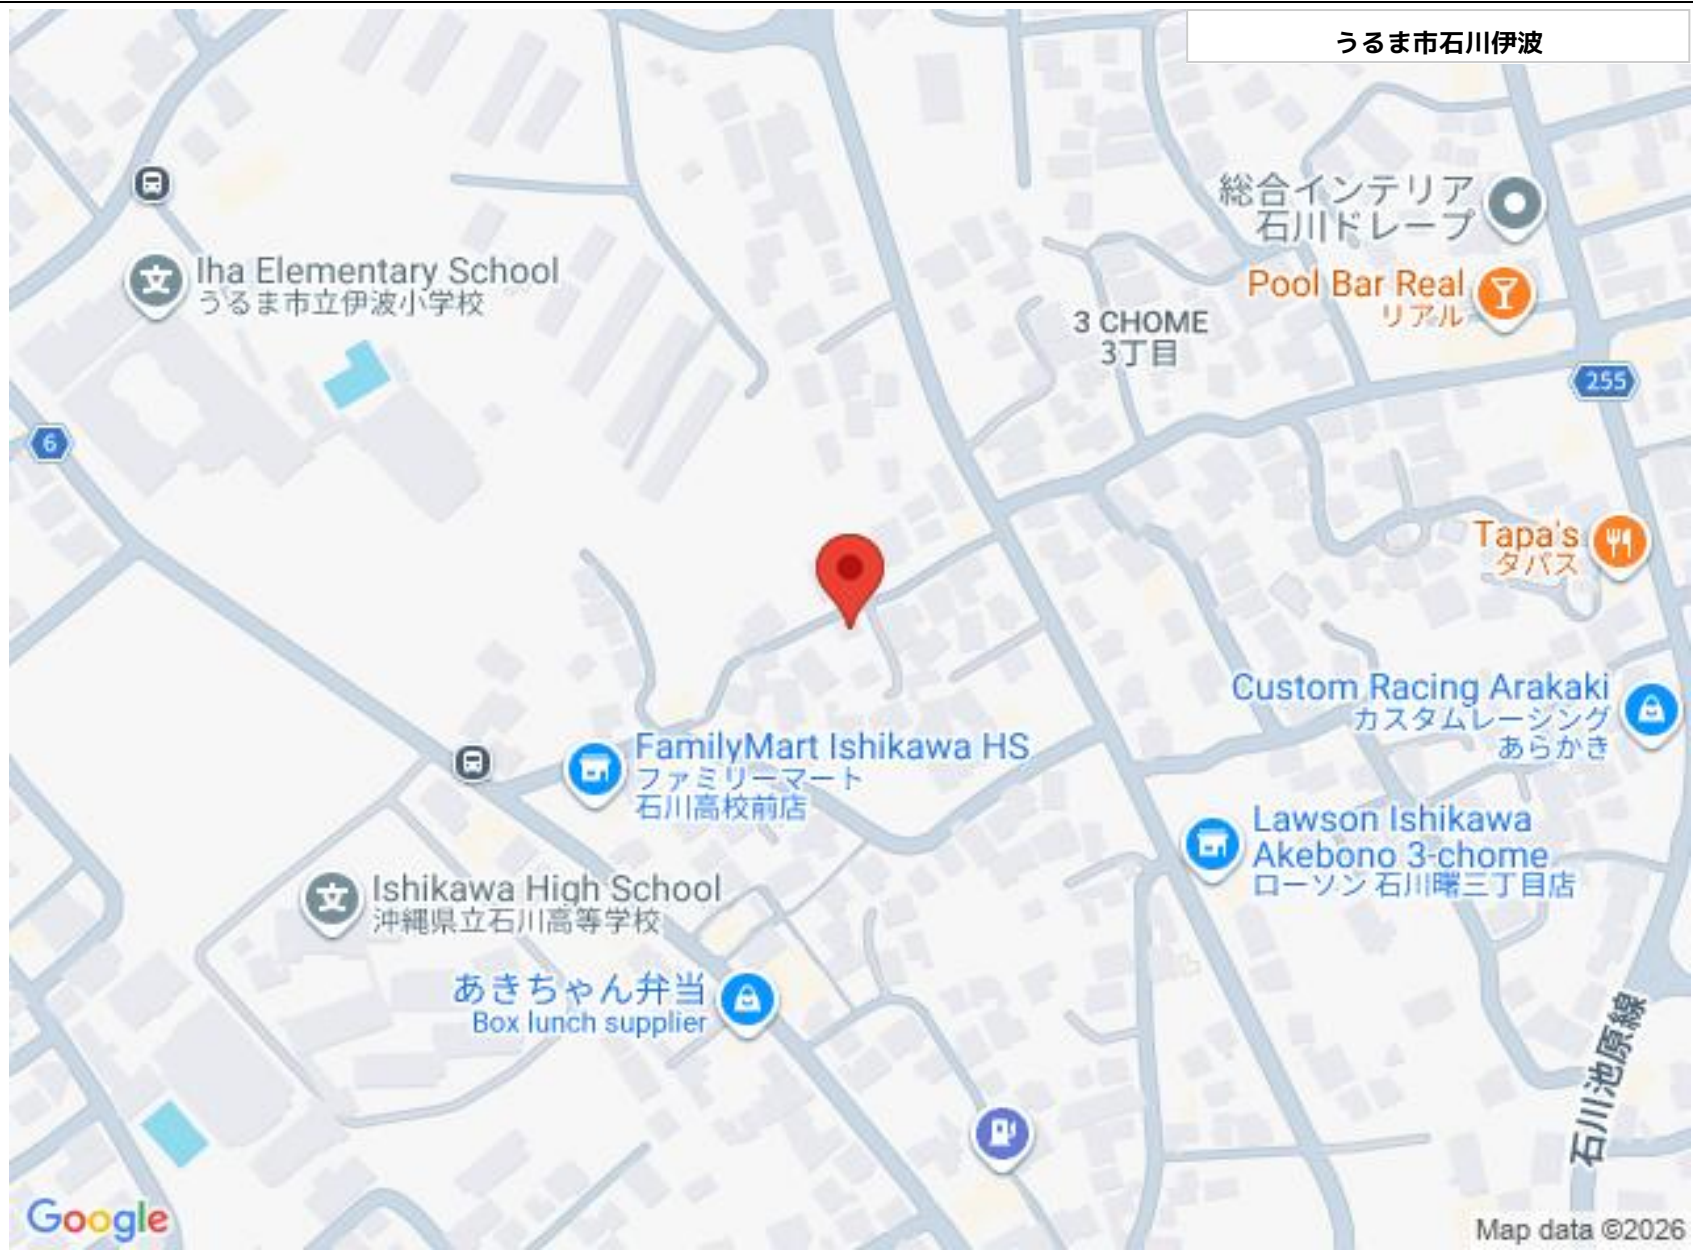 うるま市石川伊波
総合インテリア
石川ドレープ
Iha Elementary School
うるま市立伊波小学校
Pool Bar Real
リアル
3 CHOME
3丁目
255
6
Tapa's
タパス
Custom Racing Arakaki
カスタムレーシング
あらかき
FamilyMart Ishikawa HS
ファミリーマート
石川高校前店
Lawson Ishikawa
Akebono 3-chome
ローソン 石川曙三丁目店
Ishikawa High School
沖縄県立石川高等学校
あきちゃん弁当
Box lunch supplier
石川池原線
Google
Map data ©2026